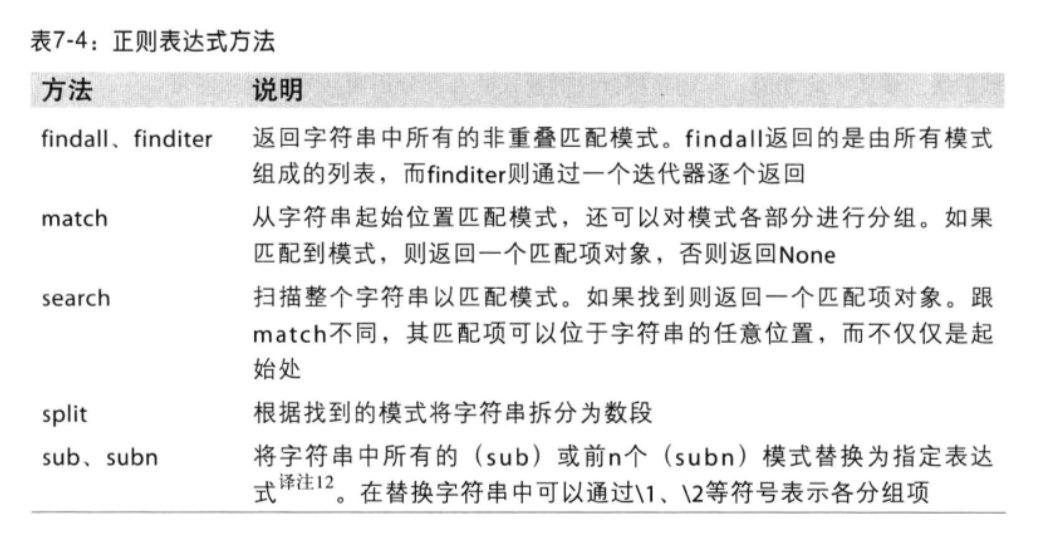 表7-4：正则表达式方法
方法 说明
findall、finditer 返回字符串中所有的非重叠匹配模式。findall返回的是由所有模式
组成的列表，而finditer则通过一个迭代器逐个返回
match 从字符串起始位置匹配模式，还可以对模式各部分进行分组。如果
匹配到模式，则返回一个匹配项对象，否则返回None
search 扫描整个字符串以匹配模式。如果找到则返回一个匹配项对象。跟
match不同，其匹配项可以位于字符串的任意位置，而不仅仅是起
始处
split 根据找到的模式将字符串拆分为数段
sub、subn 将字符串中所有的（sub）或前n个（subn）模式替换为指定表达
式译注12。在替换字符串中可以通过\1、\2等符号表示各分组项